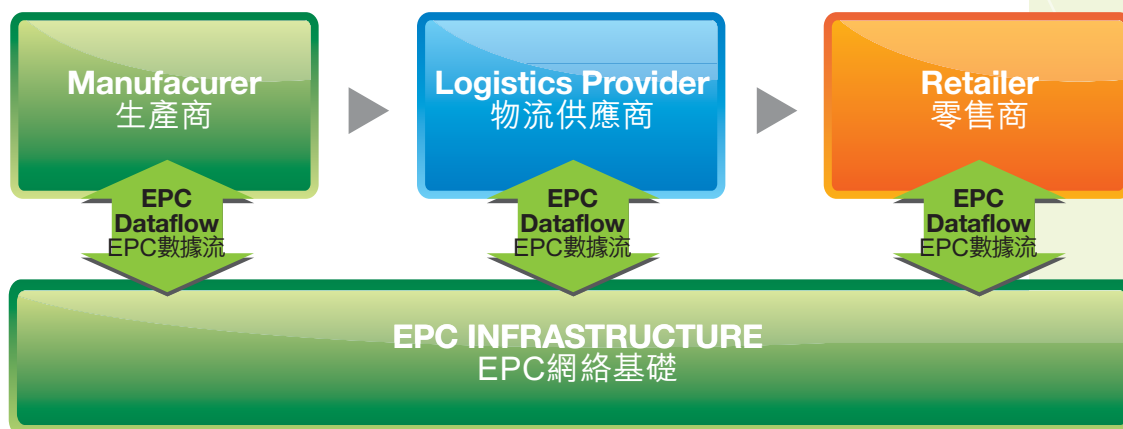 Manufacurer
生產商
Logistics Provider
物流供應商
Retailer
零售商
EPC
Dataflow
EPC數據流
EPC
Dataflow
EPC數據流
EPC
Dataflow
EPC數據流
EPC INFRASTRUCTURE
EPC網絡基礎